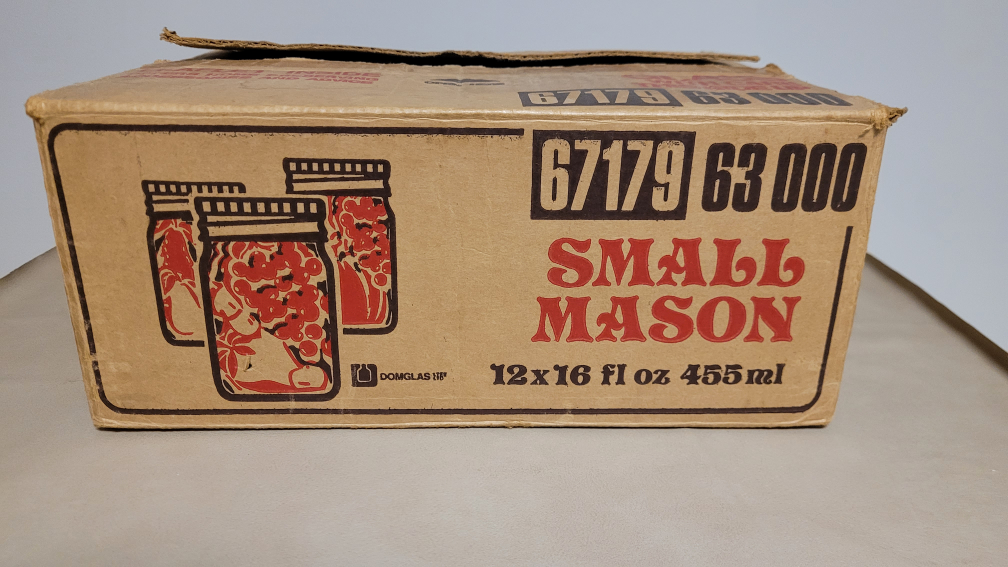 67179 63 000
67179 63 000
SMALL
MASON
DOMGLAS
12x16 fl oz 455ml